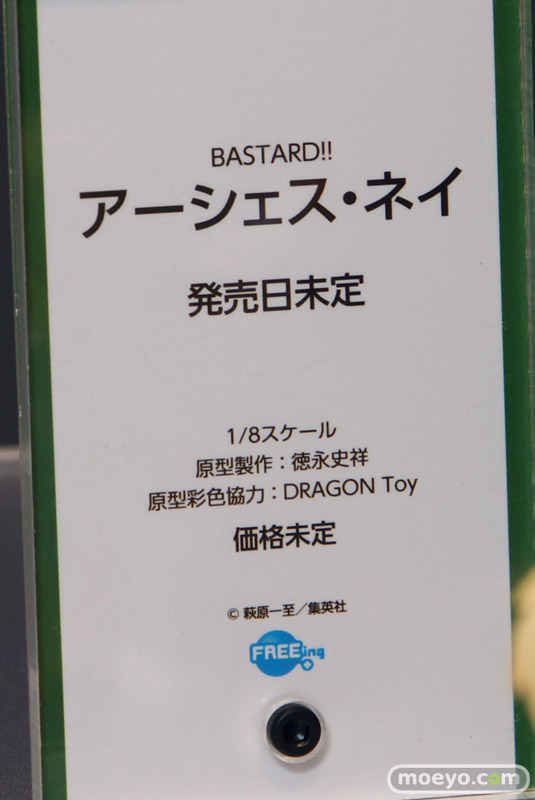 BASTARD!!
アーシェス・ネイ
発売日未定
1/8スケール
原型製作：徳永史祥
原型彩色協力：DRAGON Toy
価格未定
© 萩原一至／集英社
FREEing
moeyo.com